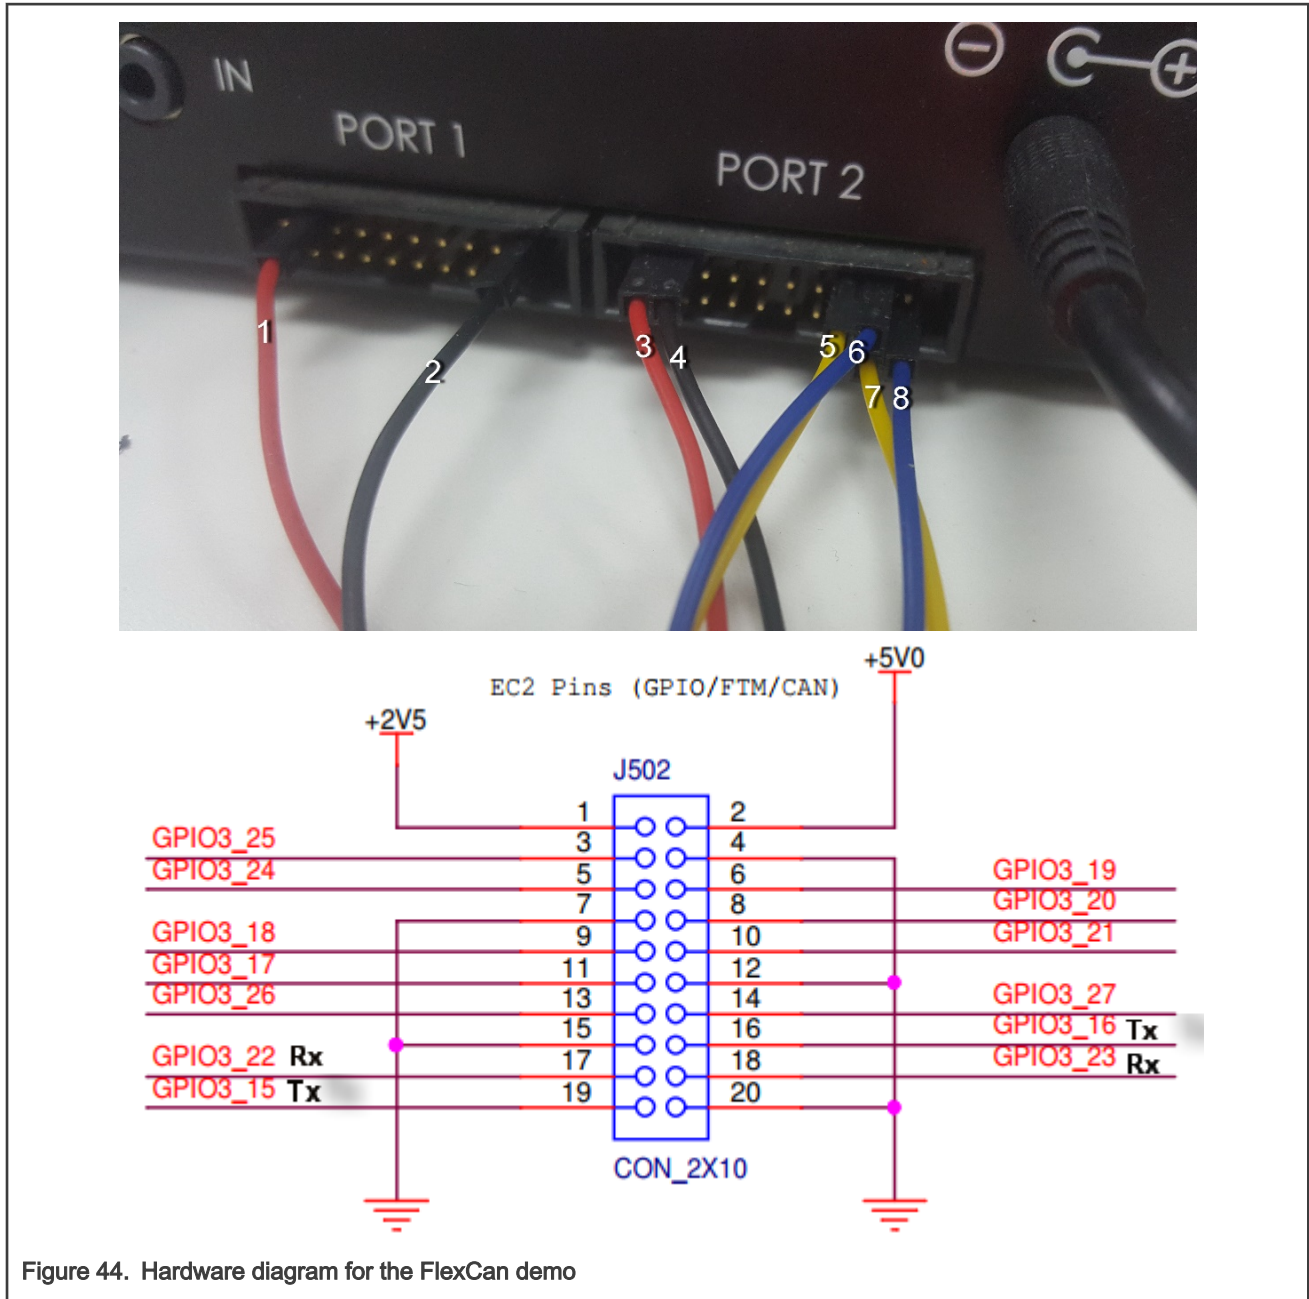 IN
PORT 1
PORT 2
1
2
3
4
5
6
7
8
+5V0
EC2 Pins (GPIO/FTM/CAN)
+2V5
J502
1 2
GPIO3_25 3 4
GPIO3_24 5 6 GPIO3_19
7 8 GPIO3_20
GPIO3_18 9 10 GPIO3_21
GPIO3_17 11 12
GPIO3_26 13 14 GPIO3_27
15 16 GPIO3_16 Tx
GPIO3_22 Rx 17 18 GPIO3_23 Rx
GPIO3_15 Tx 19 20
CON_2X10
Figure 44. Hardware diagram for the FlexCan demo